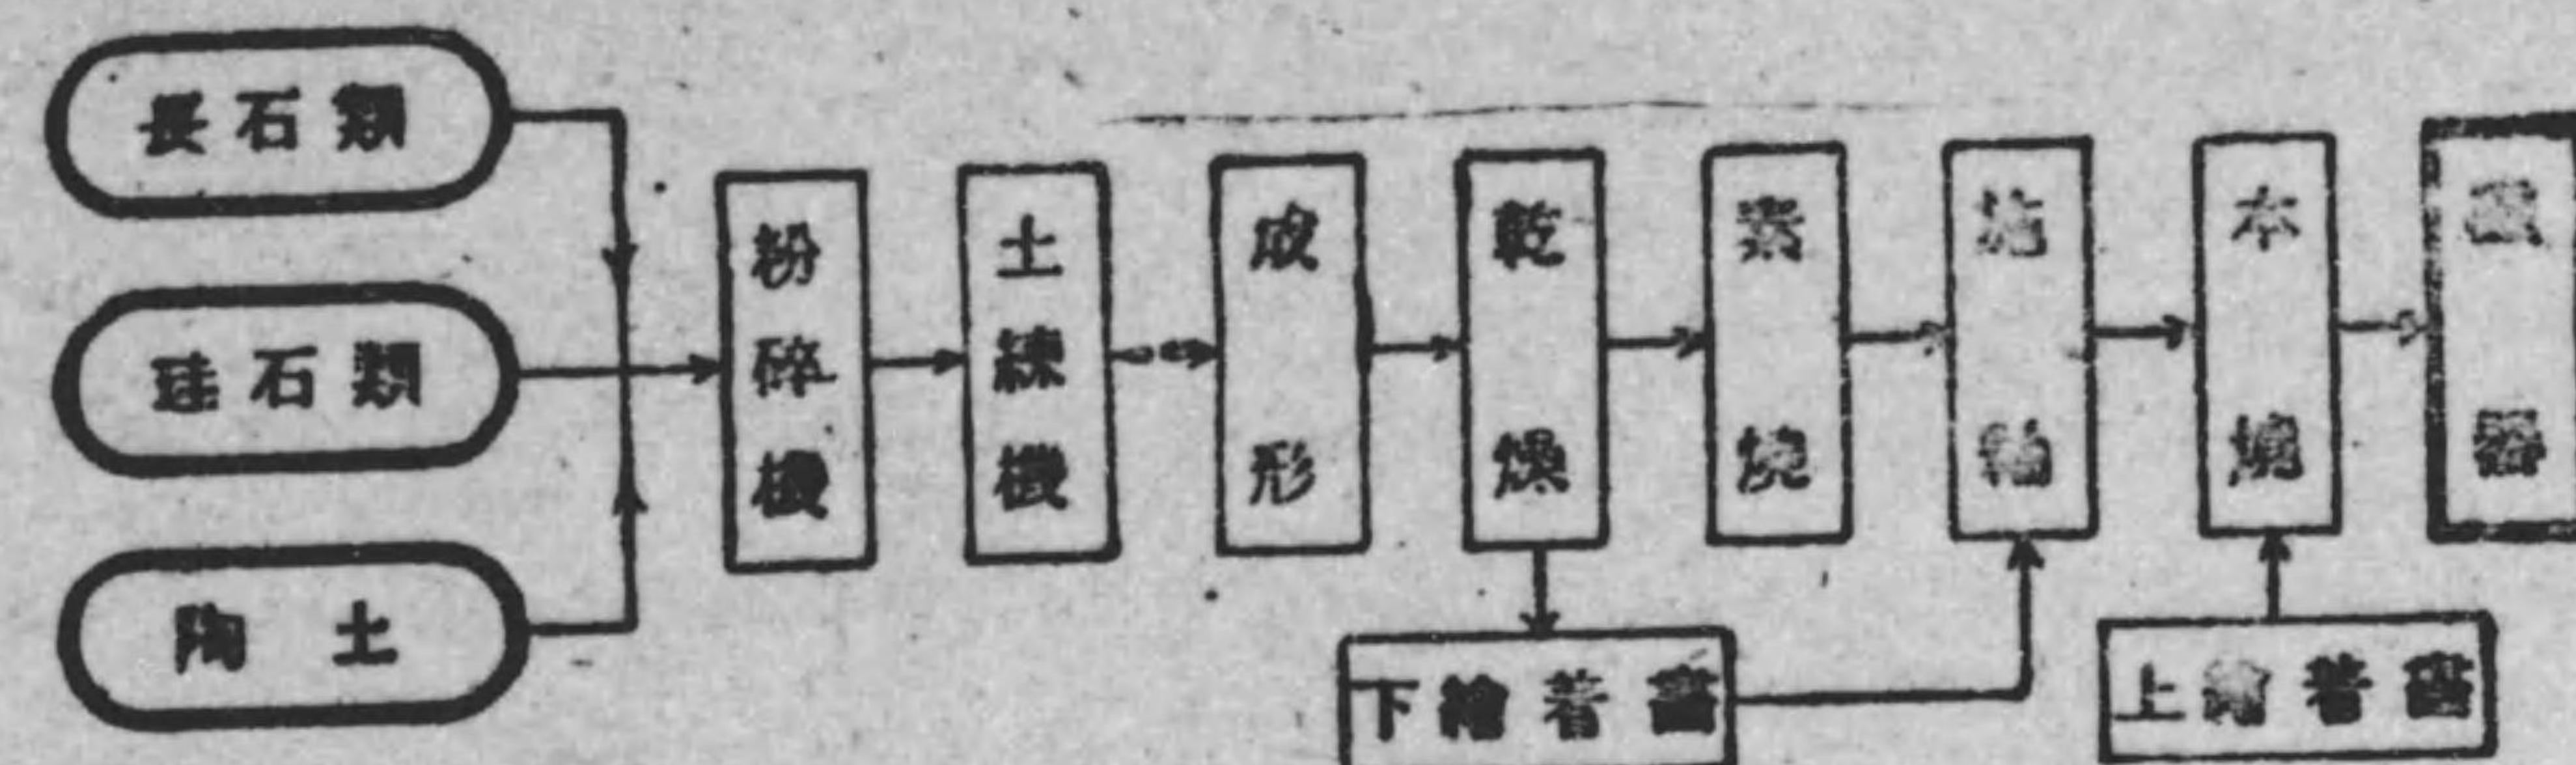 長石類
珪石類
陶土
粉碎機
土練機
成形
乾燥
素燒
施釉
本燒
磁器
下繪着畫
上繪着畫